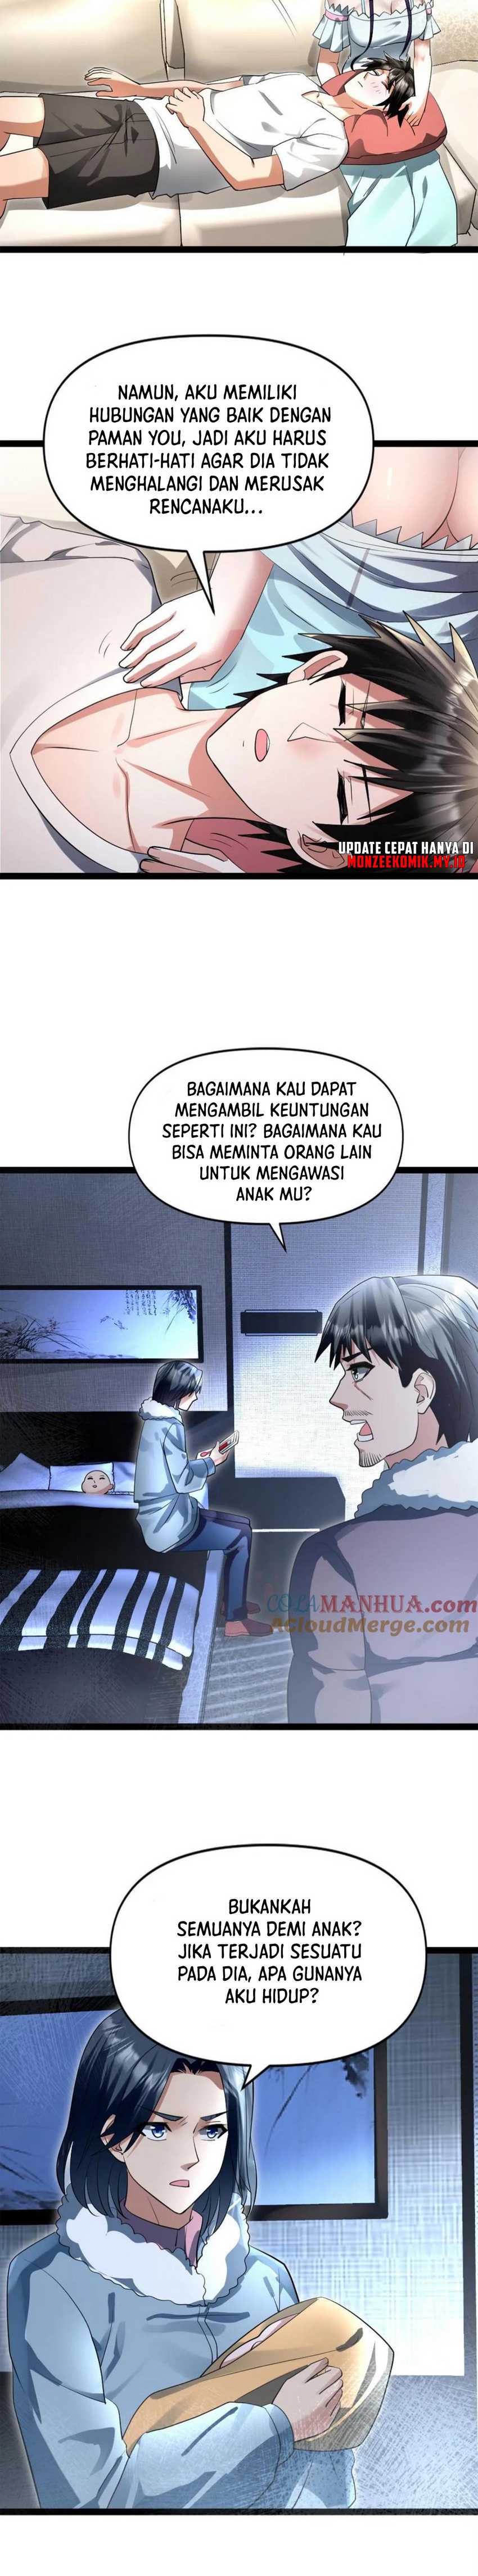 NAMUN, AKU MEMILIKI
HUBUNGAN YANG BAIK DENGAN
PAMAN YOU, JADI AKU HARUS
BERHATI-HATI AGAR DIA TIDAK
MENGHALANGI DAN MERUSAK
RENCANAKU...
UPDATE CEPAT HANYA DI
MONZEEKOMIK.MY.ID
BAGAIMANA KAU DAPAT
MENGAMBIL KEUNTUNGAN
SEPERTI INI? BAGAIMANA KAU
BISA MEMINTA ORANG LAIN
UNTUK MENGAWASI
ANAK MU?
COLAMANHUA.com
AcloudMerge.com
BUKANKAH
SEMUANYA DEMI ANAK?
JIKA TERJADI SESUATU
PADA DIA, APA GUNANYA
AKU HIDUP?